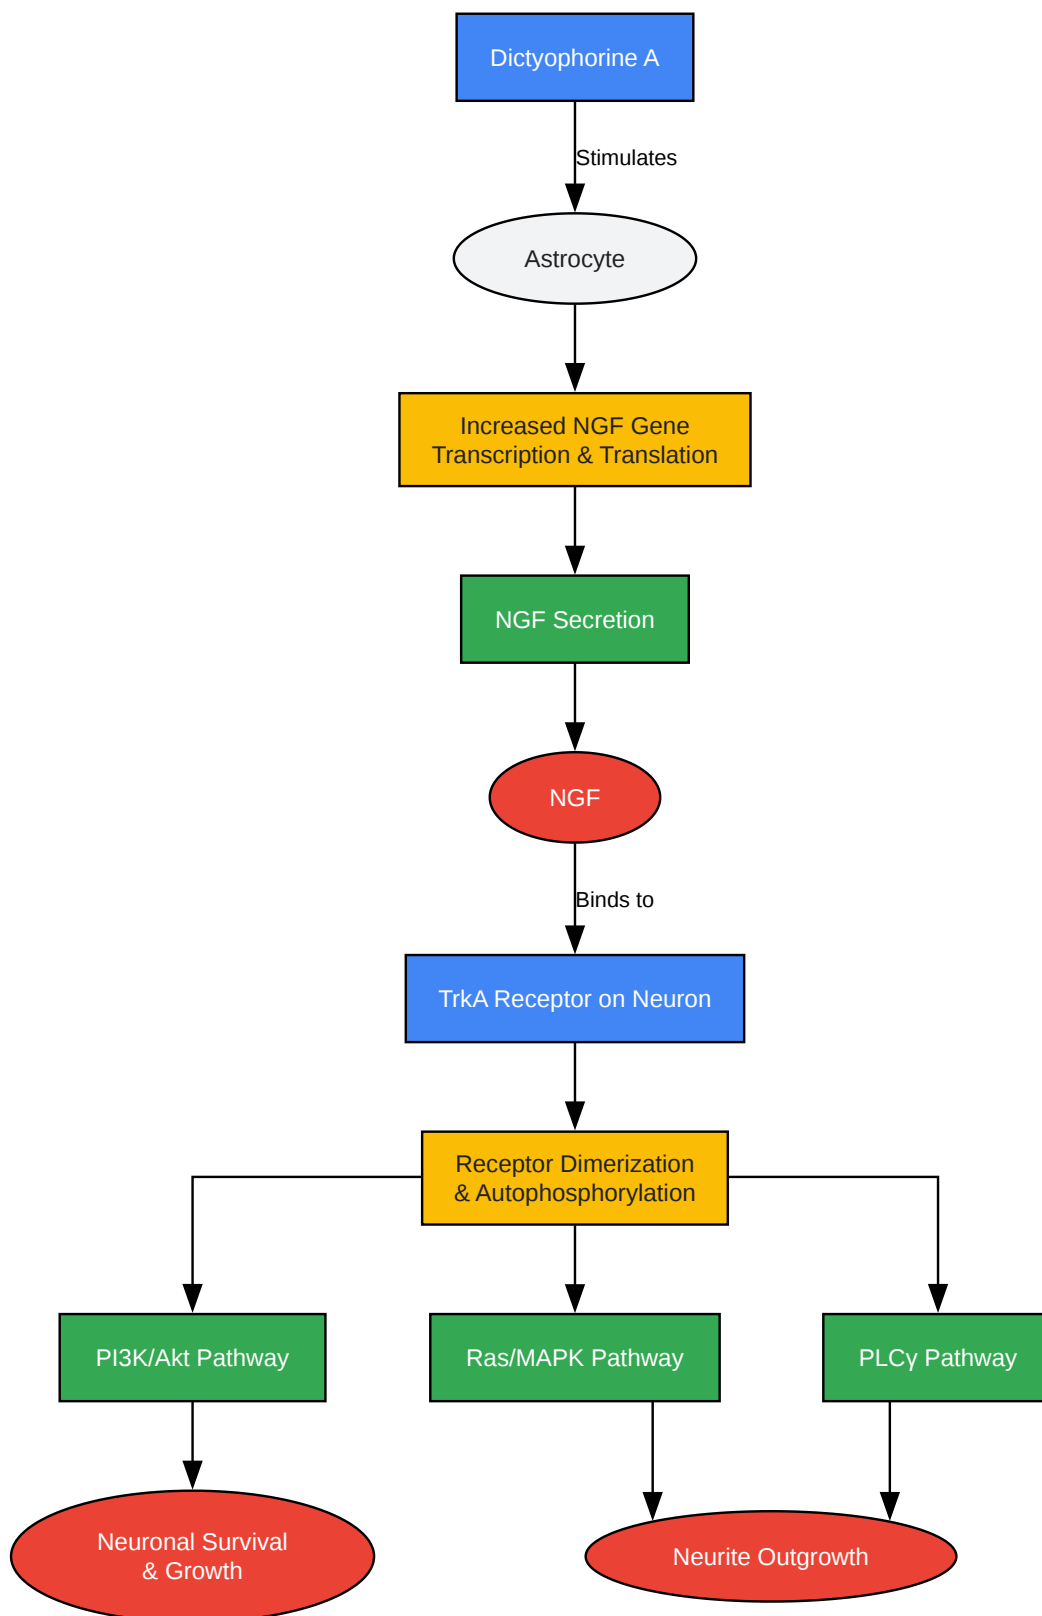 Dictyophorine A
Stimulates
Astrocyte
Increased NGF Gene
Transcription & Translation
NGF Secretion
NGF
Binds to
TrkA Receptor on Neuron
Receptor Dimerization
& Autophosphorylation
PI3K/Akt Pathway
Ras/MAPK Pathway
PLCγ Pathway
Neuronal Survival
& Growth
Neurite Outgrowth